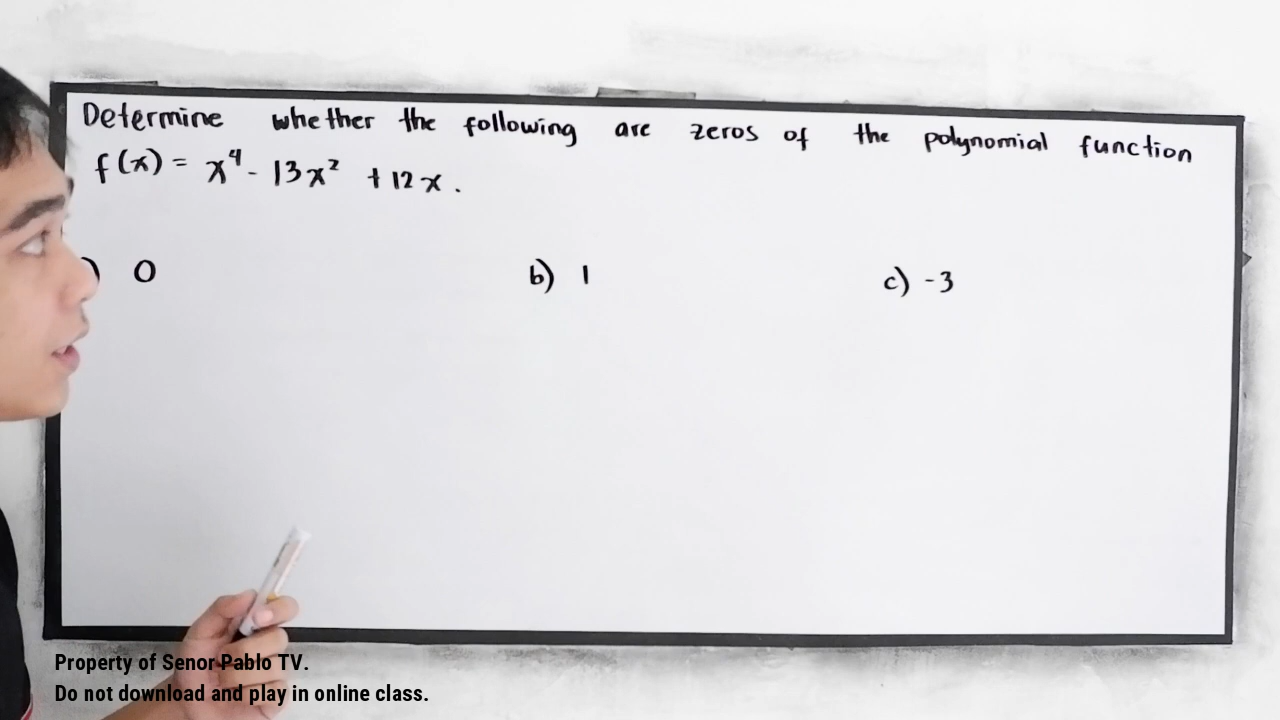 Determine whether the following are zeros of the polynomial function
f(x) = x⁴ - 13x² + 12x.
) 0 b) 1 c) -3
Property of Senor Pablo TV.
Do not download and play in online class.